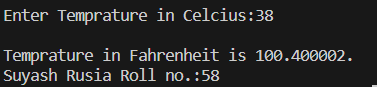 Enter Temprature in Celcius:38
Temprature in Fahrenheit is 100.400002.
Suyash Rusia Roll no.:58